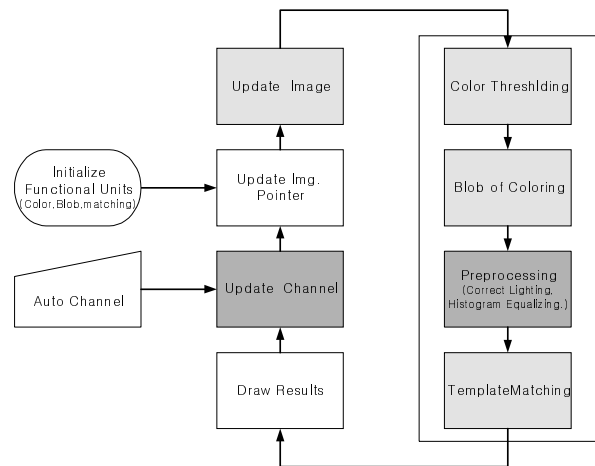 Update Image
Color Threshlding
Initialize
Functional Units
(Color,Blob,matching)
Update Img.
Pointer
Blob of Coloring
Auto Channel
Update Channel
Preprocessing
(Correct Lighting,
Histogram Equalizing.)
Draw Results
TemplateMatching